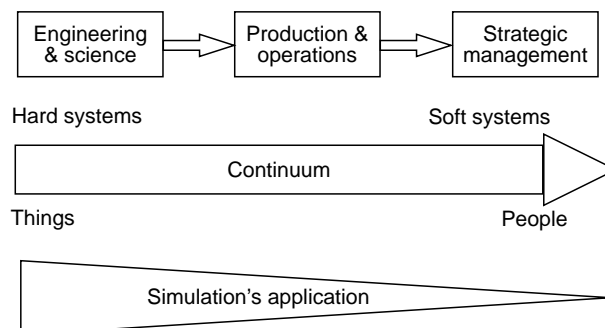 Engineering
& science
Production &
operations
Strategic
management
Hard systems
Soft systems
Continuum
Things
People
Simulation's application